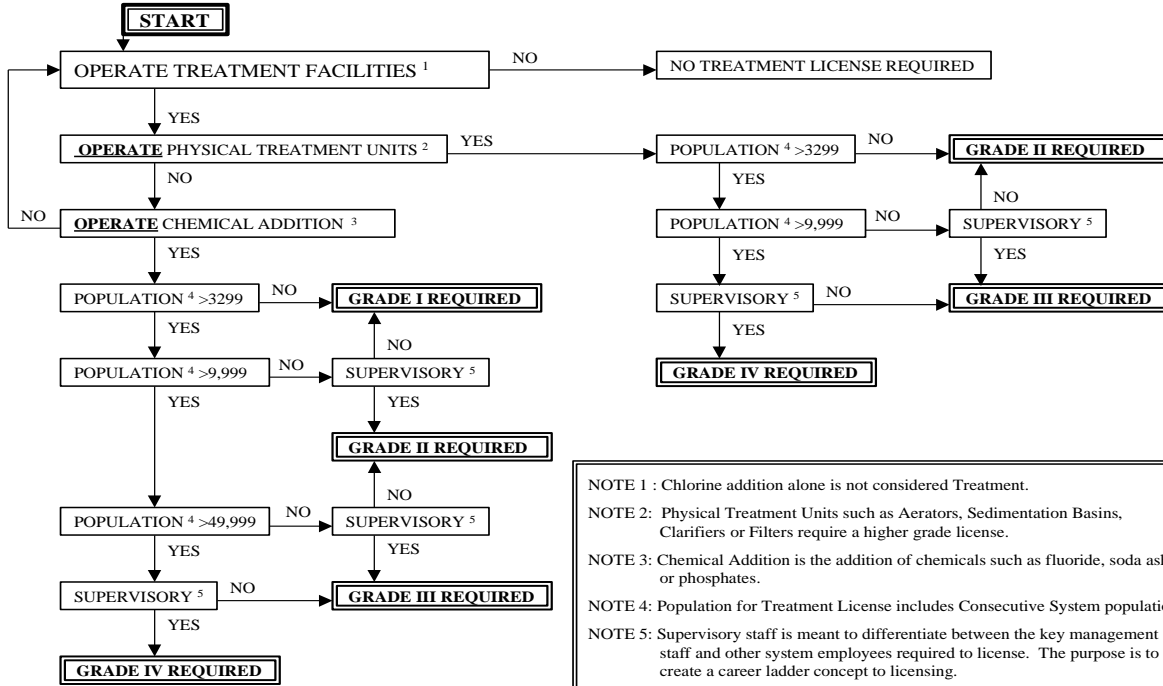 START
OPERATE TREATMENT FACILITIES 1
NO
NO TREATMENT LICENSE REQUIRED
YES
OPERATE PHYSICAL TREATMENT UNITS 2
YES
POPULATION 4 >3299
NO
GRADE II REQUIRED
NO
YES
NO
NO
OPERATE CHEMICAL ADDITION 3
POPULATION 4 >9,999
NO
SUPERVISORY 5
YES
YES
YES
POPULATION 4 >3299
NO
GRADE I REQUIRED
SUPERVISORY 5
NO
GRADE III REQUIRED
YES
NO
YES
POPULATION 4 >9,999
NO
SUPERVISORY 5
GRADE IV REQUIRED
YES
YES
GRADE II REQUIRED
NO
POPULATION 4 >49,999
NO
SUPERVISORY 5
YES
YES
SUPERVISORY 5
NO
GRADE III REQUIRED
YES
GRADE IV REQUIRED
NOTE 1 : Chlorine addition alone is not considered Treatment.
NOTE 2: Physical Treatment Units such as Aerators, Sedimentation Basins,
Clarifiers or Filters require a higher grade license.
NOTE 3: Chemical Addition is the addition of chemicals such as fluoride, soda ash
or phosphates.
NOTE 4: Population for Treatment License includes Consecutive System populatio
NOTE 5: Supervisory staff is meant to differentiate between the key management
staff and other system employees required to license. The purpose is to
create a career ladder concept to licensing.